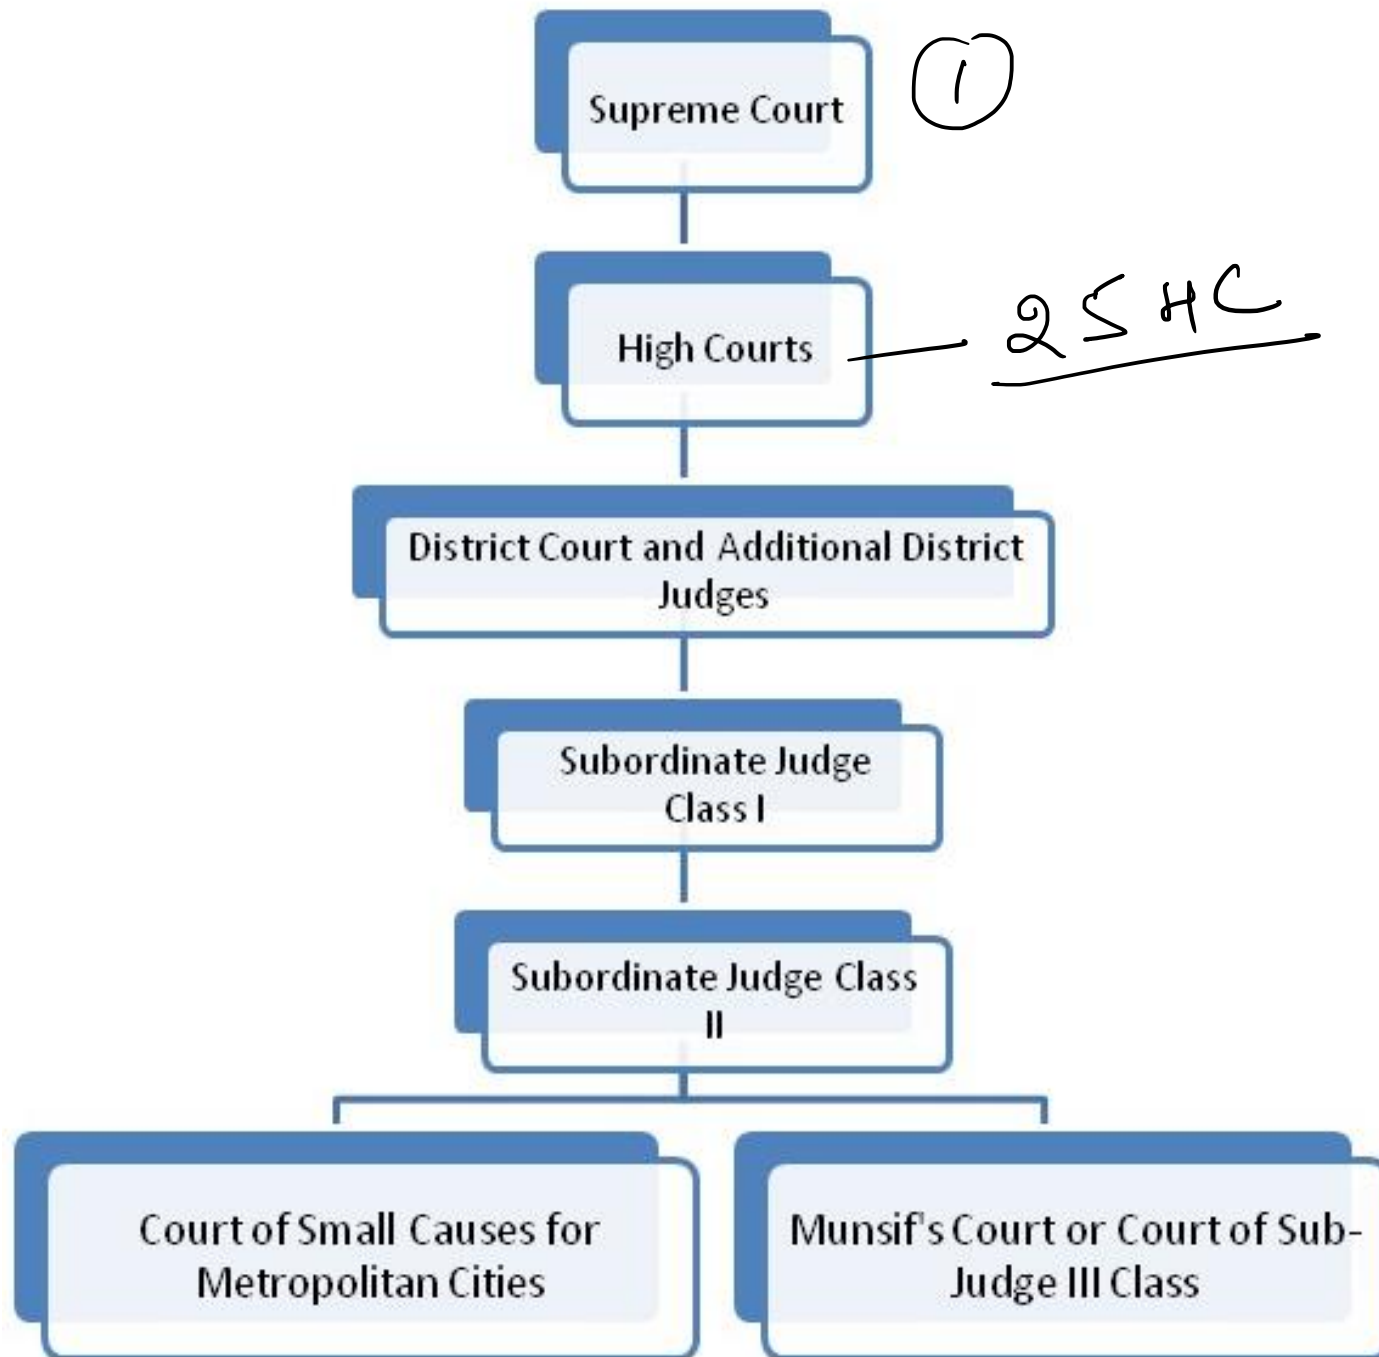 Supreme Court
1
High Courts
25 HC
District Court and Additional District
Judges
Subordinate Judge
Class I
Subordinate Judge Class
II
Court of Small Causes for
Metropolitan Cities
Munsif's Court or Court of Sub-
Judge III Class